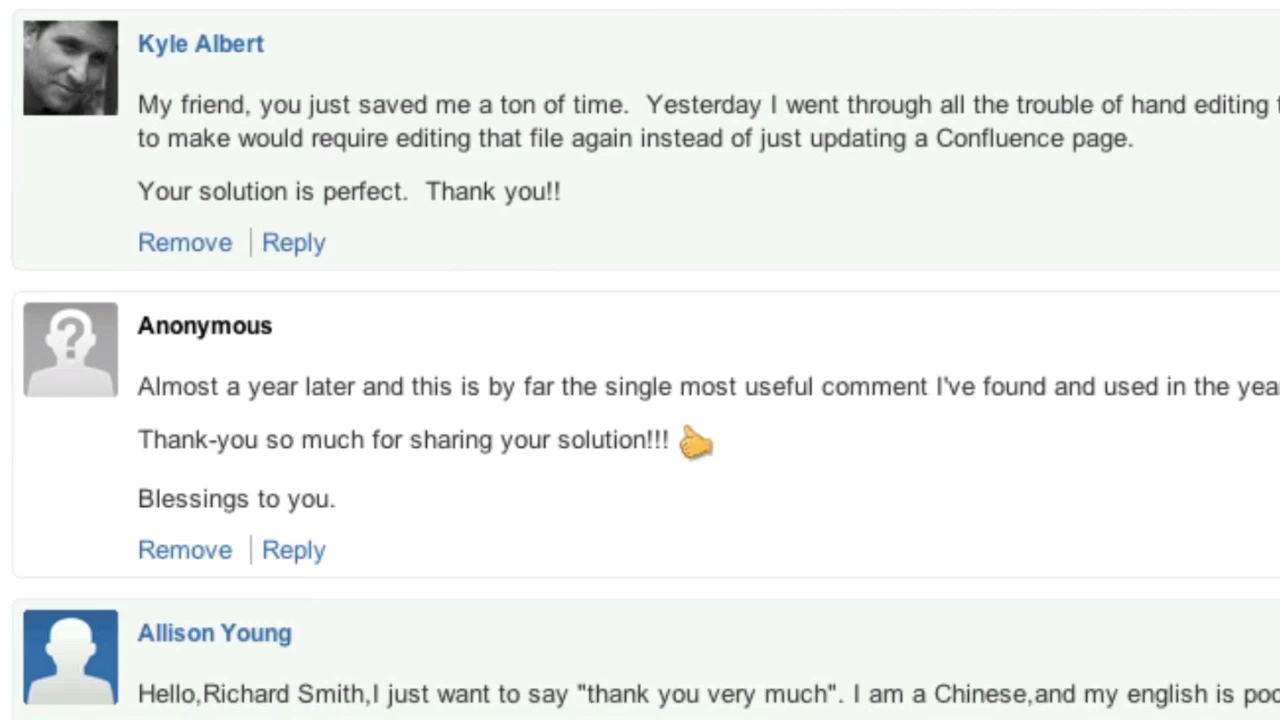 Kyle Albert
My friend, you just saved me a ton of time. Yesterday I went through all the trouble of hand editing
to make would require editing that file again instead of just updating a Confluence page.
Your solution is perfect. Thank you!!
Remove Reply
Anonymous
Almost a year later and this is by far the single most useful comment I've found and used in the
Thank-you so much for sharing your solution!!!
Blessings to you.
Remove Reply
Allison Young
Hello,Richard Smith,I just want to say "thank you very much". I am a Chinese,and my english is